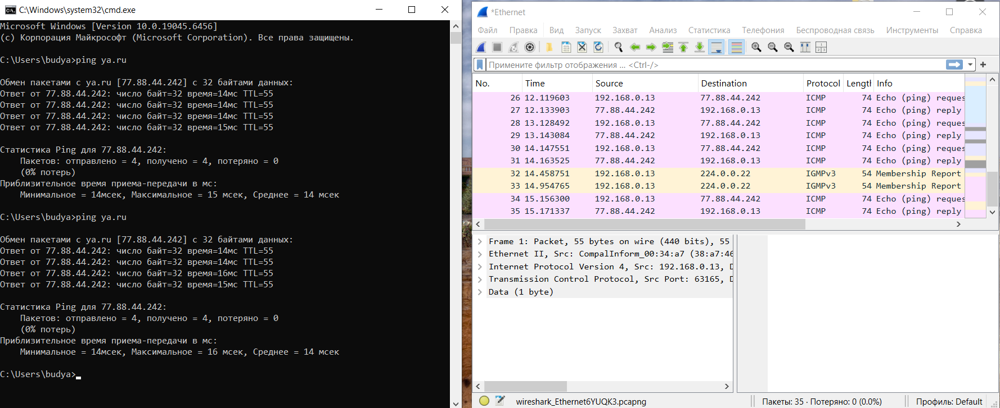 C:\Windows\system32\cmd.exe
Microsoft Windows [Version 10.0.19045.6456]
(c) Корпорация Майкрософт (Microsoft Corporation). Все права защищены.
C:\Users\budya>ping ya.ru
Обмен пакетами с ya.ru [77.88.44.242] с 32 байтами данных:
Ответ от 77.88.44.242: число байт=32 время=14мс TTL=55
Ответ от 77.88.44.242: число байт=32 время=14мс TTL=55
Ответ от 77.88.44.242: число байт=32 время=14мс TTL=55
Ответ от 77.88.44.242: число байт=32 время=15мс TTL=55
Статистика Ping для 77.88.44.242:
Пакетов: отправлено = 4, получено = 4, потеряно = 0
(0% потерь)
Приблизительное время приема-передачи в мс:
Минимальное = 14мсек, Максимальное = 15 мсек, Среднее = 14 мсек
C:\Users\budya>ping ya.ru
Обмен пакетами с ya.ru [77.88.44.242] с 32 байтами данных:
Ответ от 77.88.44.242: число байт=32 время=14мс TTL=55
Ответ от 77.88.44.242: число байт=32 время=14мс TTL=55
Ответ от 77.88.44.242: число байт=32 время=16мс TTL=55
Ответ от 77.88.44.242: число байт=32 время=15мс TTL=55
Статистика Ping для 77.88.44.242:
Пакетов: отправлено = 4, получено = 4, потеряно = 0
(0% потерь)
Приблизительное время приема-передачи в мс:
Минимальное = 14мсек, Максимальное = 16 мсек, Среднее = 14 мсек
C:\Users\budya>
*Ethernet
Файл Правка Вид Запуск Захват Анализ Статистика Телефония Беспроводная связь Инструменты Справка
Примените фильтр отображения ... <Ctrl-/>
No. Time Source Destination Protocol Length Info
26 12.119603 192.168.0.13 77.88.44.242 ICMP 74 Echo (ping) reques
27 12.133903 77.88.44.242 192.168.0.13 ICMP 74 Echo (ping) reply
28 13.128492 192.168.0.13 77.88.44.242 ICMP 74 Echo (ping) reques
29 13.143084 77.88.44.242 192.168.0.13 ICMP 74 Echo (ping) reply
30 14.147551 192.168.0.13 77.88.44.242 ICMP 74 Echo (ping) reques
31 14.163525 77.88.44.242 192.168.0.13 ICMP 74 Echo (ping) reply
32 14.458751 192.168.0.13 224.0.0.22 IGMPv3 54 Membership Report
33 14.954765 192.168.0.13 224.0.0.22 IGMPv3 54 Membership Report
34 15.156300 192.168.0.13 77.88.44.242 ICMP 74 Echo (ping) reques
35 15.171337 77.88.44.242 192.168.0.13 ICMP 74 Echo (ping) reply
Frame 1: Packet, 55 bytes on wire (440 bits), 55
Ethernet II, Src: CompalInform_00:34:a7 (38:a7:46
Internet Protocol Version 4, Src: 192.168.0.13, D
Transmission Control Protocol, Src Port: 63165, D
Data (1 byte)
wireshark_Ethernet6YUQK3.pcapng
Пакеты: 35 · Потеряно: 0 (0.0%)
Профиль: Default